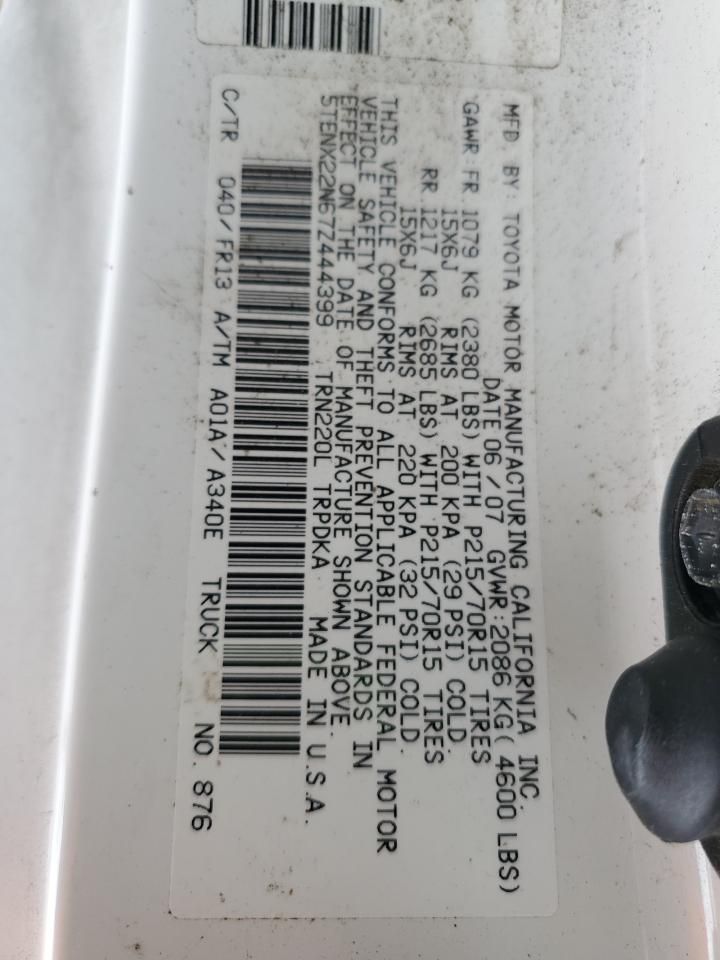 MFD BY: TOYOTA MOTOR MANUFACTURING CALIFORNIA INC.
DATE 06/07 GVWR:2086 KG( 4600 LBS)
GAWR:FR 1079 KG (2380 LBS) WITH P215/70R15 TIRES
15X6J RIMS AT 200 KPA (29 PSI) COLD.
RR 1217 KG (2685 LBS) WITH P215/70R15 TIRES
15X6J RIMS AT 220 KPA (32 PSI) COLD.
THIS VEHICLE CONFORMS TO ALL APPLICABLE FEDERAL MOTOR
VEHICLE SAFETY AND THEFT PREVENTION STANDARDS IN
EFFECT ON THE DATE OF MANUFACTURE SHOWN ABOVE.
5TENX22N67Z444399 TRN220L TRPDKA MADE IN U.S.A.
C/TR 040/FR13 A/TM A01A/A340E TRUCK NO. 876